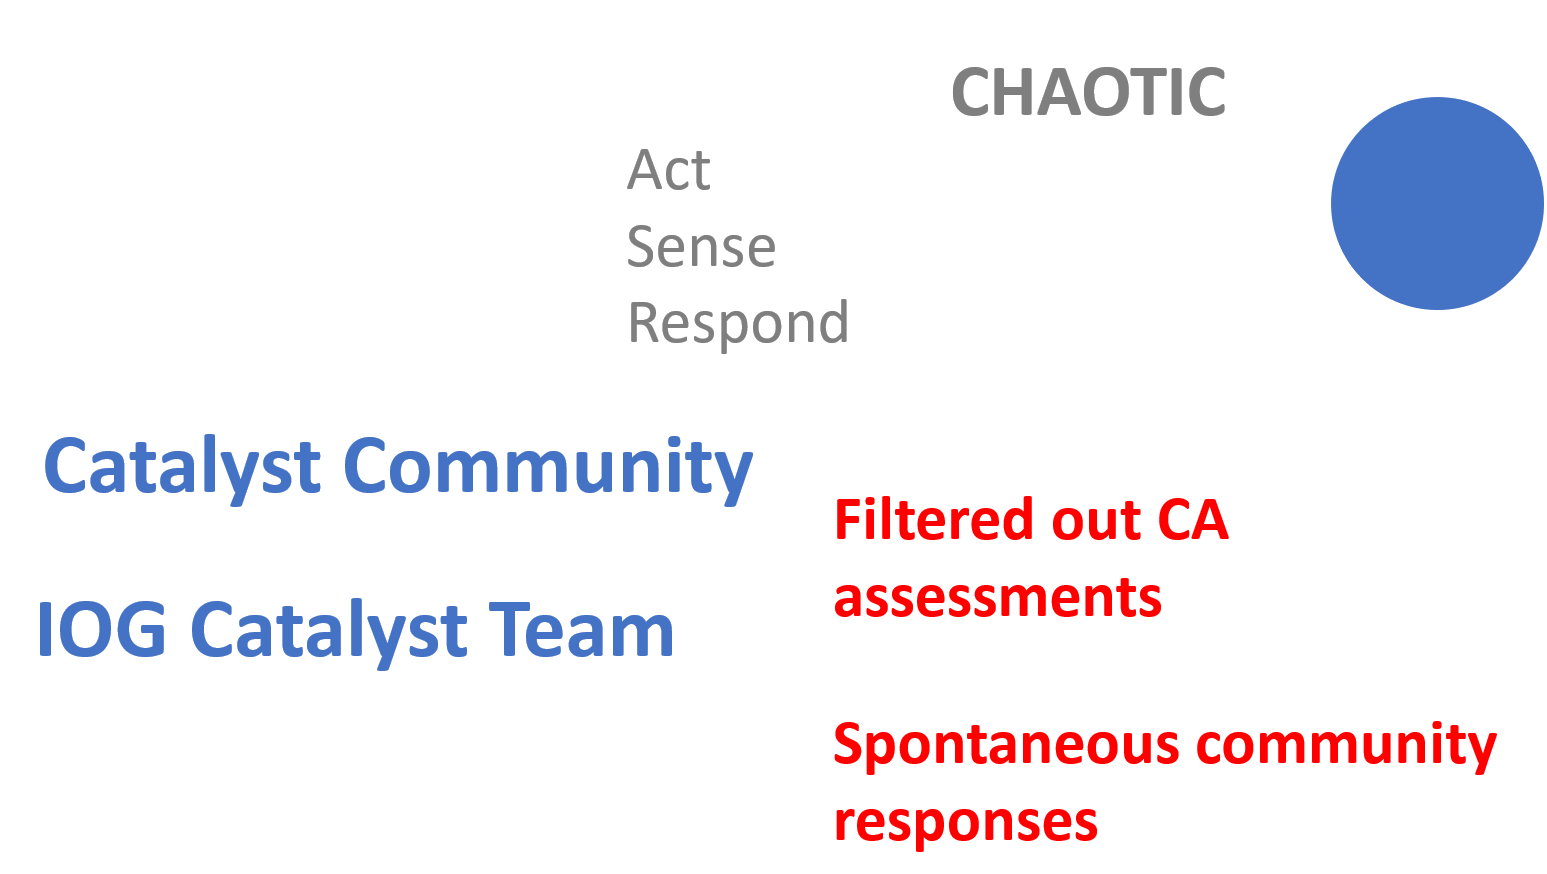 CHAOTIC
Act
Sense
Respond
Catalyst Community
IOG Catalyst Team
Filtered out CA
assessments
Spontaneous community
responses